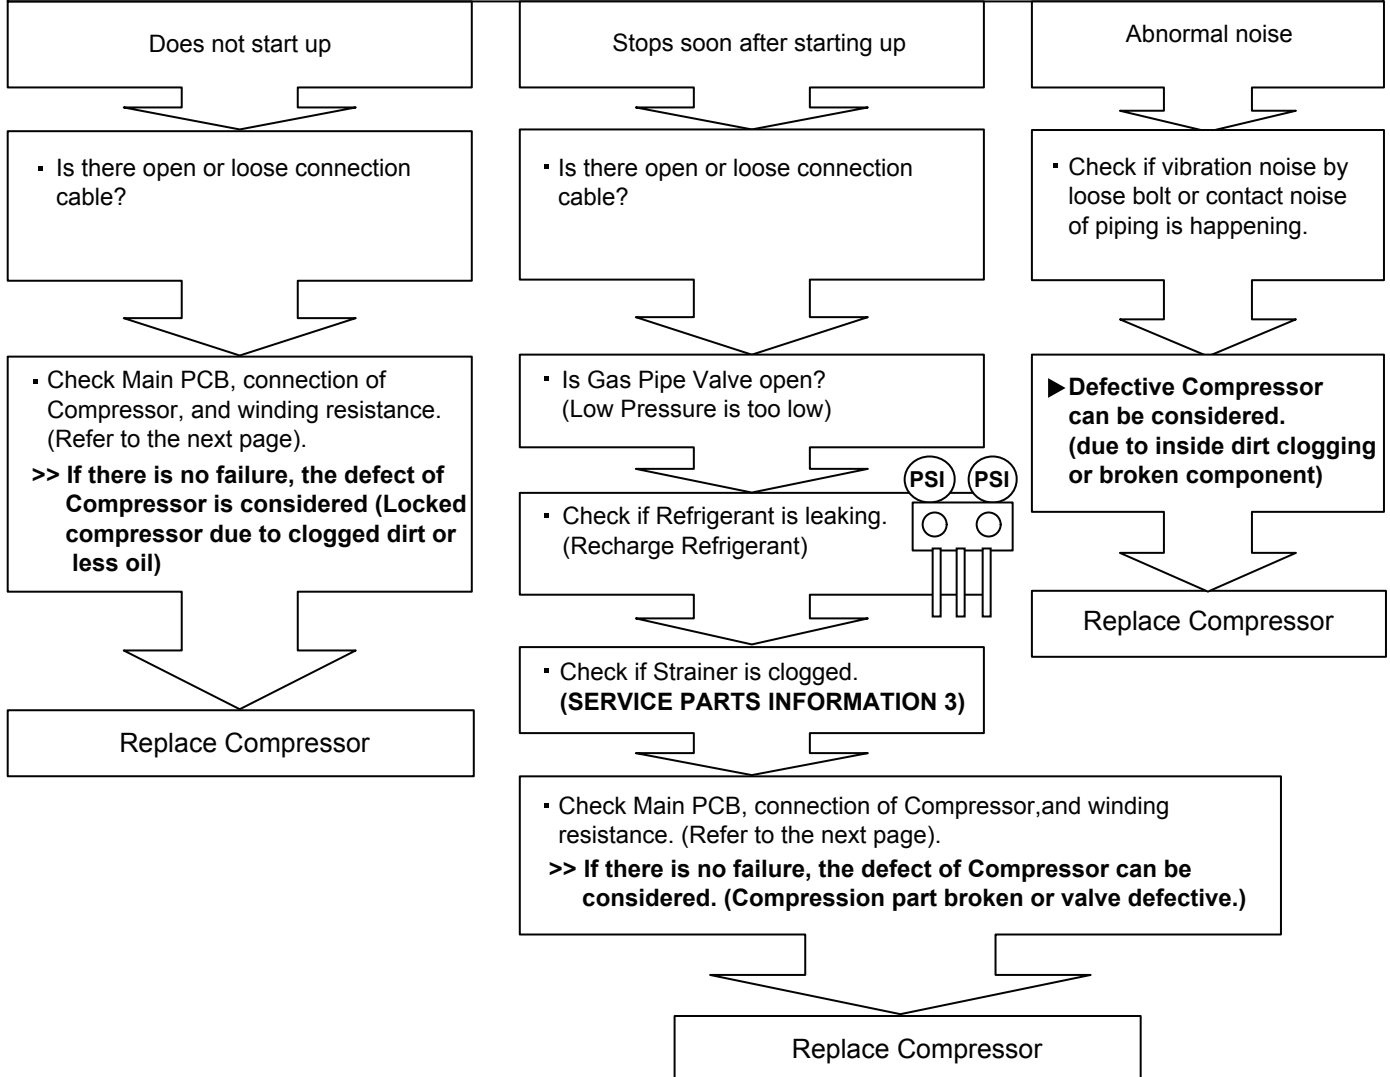 Does not start up
▪ Is there open or loose connection
cable?
▪ Check Main PCB, connection of
Compressor, and winding resistance.
(Refer to the next page).
>> If there is no failure, the defect of
Compressor is considered (Locked
compressor due to clogged dirt or
less oil)
Replace Compressor
Stops soon after starting up
▪ Is there open or loose connection
cable?
▪ Is Gas Pipe Valve open?
(Low Pressure is too low)
PSI PSI
▪ Check if Refrigerant is leaking.
(Recharge Refrigerant)
▪ Check if Strainer is clogged.
(SERVICE PARTS INFORMATION 3)
▪ Check Main PCB, connection of Compressor,and winding
resistance. (Refer to the next page).
>> If there is no failure, the defect of Compressor can be
considered. (Compression part broken or valve defective.)
Replace Compressor
Abnormal noise
▪ Check if vibration noise by
loose bolt or contact noise
of piping is happening.
▶Defective Compressor
can be considered.
(due to inside dirt clogging
or broken component)
Replace Compressor